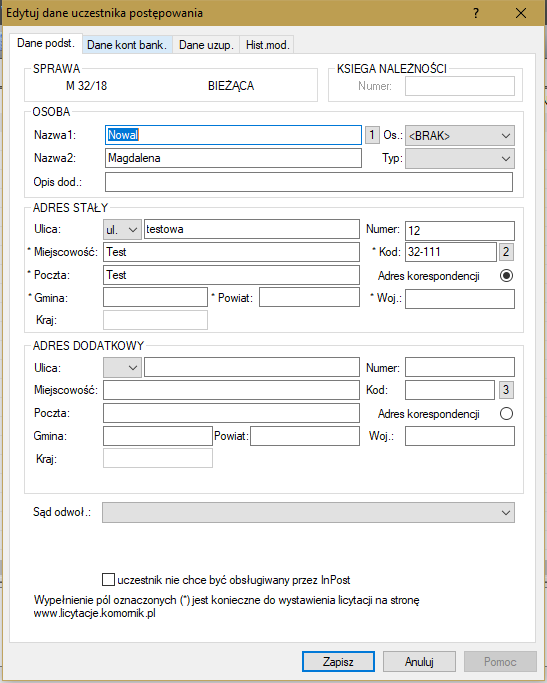 Edytuj dane uczestnika postępowania ?
Dane podst. Dane kont bank. Dane uzup. Hist.mod.
SPRAWA KSIEGA NALEŻNOŚCI
M 32/18 BIEŻĄCA Numer:
OSOBA
Nazwa1: Nowal 1 Os.: <BRAK>
Nazwa2: Magdalena Typ:
Opis dod.:
ADRES STAŁY
Ulica: ul. testowa Numer: 12
* Miejscowość: Test * Kod: 32-111 2
* Poczta: Test Adres korespondencji
* Gmina: * Powiat: * Woj.:
Kraj:
ADRES DODATKOWY
Ulica: Numer:
Miejscowość: Kod: 3
Poczta: Adres korespondencji
Gmina: Powiat: Woj.:
Kraj:
Sąd odwoł.:
uczestnik nie chce być obsługiwany przez InPost
Wypełnienie pól oznaczonych (*) jest konieczne do wystawienia licytacji na stronę
www.licytacje.komornik.pl
Zapisz Anuluj Pomoc